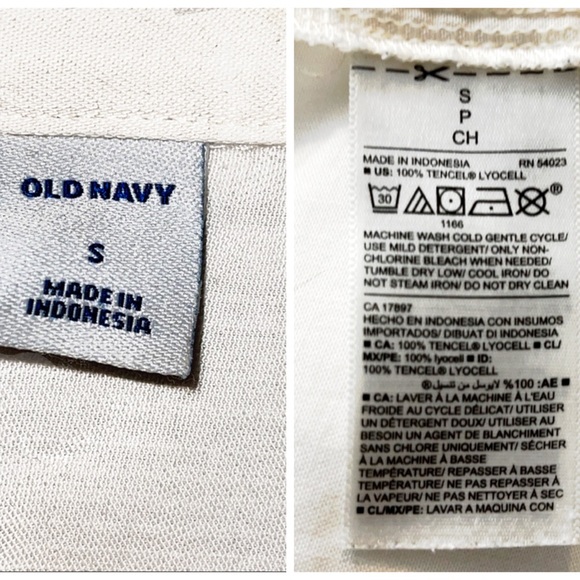 OLD NAVY
S
MADE IN
INDONESIA
S
P
CH
MADE IN INDONESIA RN 54023
■ US: 100% TENCEL® LYOCELL
30
®
1166
MACHINE WASH COLD GENTLE CYCLE/
USE MILD DETERGENT/ ONLY NON-
CHLORINE BLEACH WHEN NEEDED/
TUMBLE DRY LOW/ COOL IRON/ DO
NOT STEAM IRON/ DO NOT DRY CLEAN
CA 17897
HECHO EN INDONESIA CON INSUMOS
IMPORTADOS/ DIBUAT DI INDONESIA
■ CA: 100% TENCEL® LYOCELL ■ CL/
MX/PE: 100% lyocell ■ ID:
100% TENCEL® LYOCELL
■ AE: 100% لايوسل من تنسيل®
■ CA: LAVER À LA MACHINE À L'EAU
FROIDE AU CYCLE DÉLICAT/ UTILISER
UN DÉTERGENT DOUX/ UTILISER AU
BESOIN UN AGENT DE BLANCHIMENT
SANS CHLORE UNIQUEMENT/ SÉCHER
À LA MACHINE À BASSE
TEMPÉRATURE/ REPASSER À BASSE
TEMPÉRATURE/ NE PAS REPASSER À
LA VAPEUR/ NE PAS NETTOYER À SEC
■ CL/MX/PE: LAVAR A MAQUINA CON